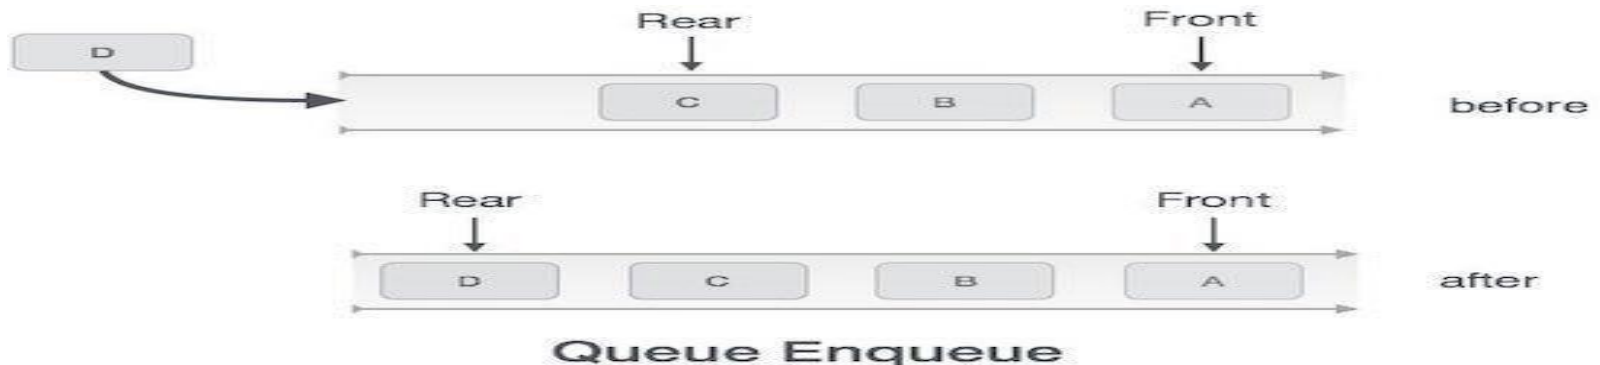 Rear Front
D
C B A before
Rear Front
D C B A after
Queue Enqueue